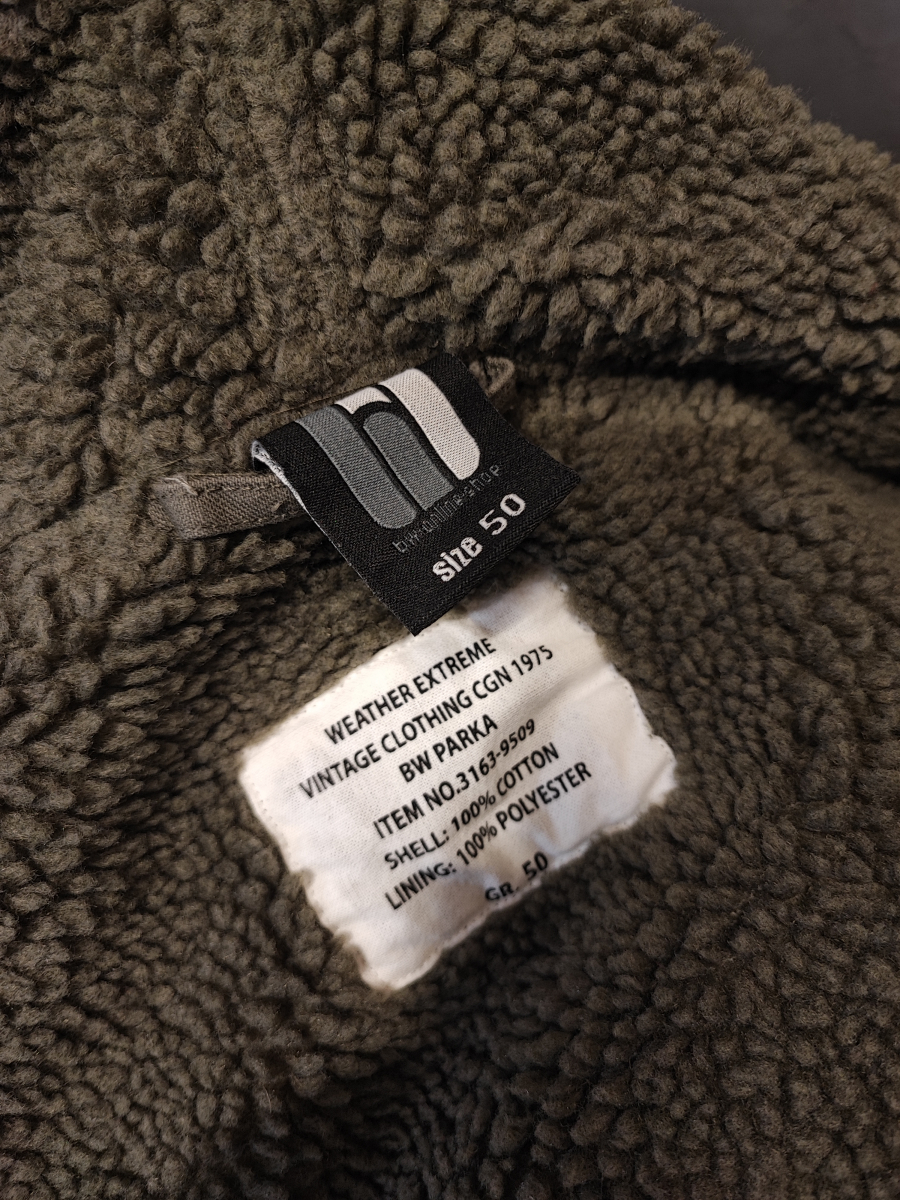 bw-online-shop
size 50
WEATHER EXTREME
VINTAGE CLOTHING CGN 1975
BW PARKA
ITEM NO.3163-9509
SHELL: 100% COTTON
LINING: 100% POLYESTER
GR. 50